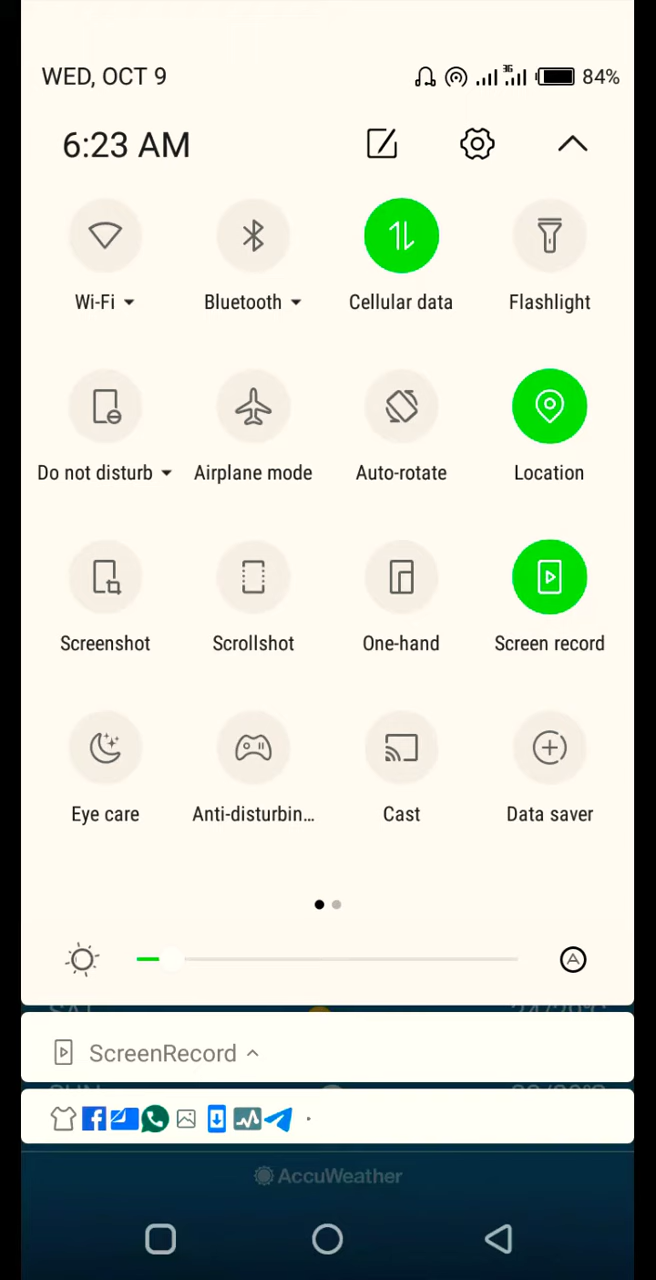 WED, OCT 9
3G
84%
6:23 AM
Wi-Fi
Bluetooth
Cellular data
Flashlight
Do not disturb
Airplane mode
Auto-rotate
Location
Screenshot
Scrollshot
One-hand
Screen record
Eye care
Anti-disturbin...
Cast
Data saver
A
ScreenRecord
AccuWeather